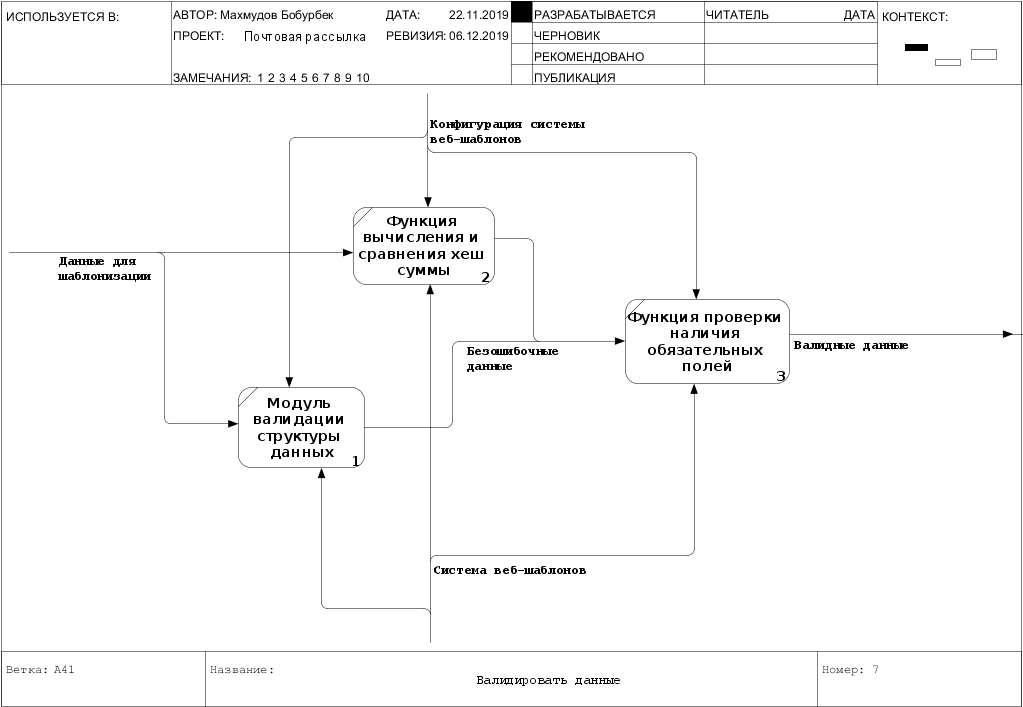 ИСПОЛЬЗУЕТСЯ В:
АВТОР: Махмудов Бобурбек
ДАТА: 22.11.2019
РАЗРАБАТЫВАЕТСЯ
ЧИТАТЕЛЬ
ДАТА
КОНТЕКСТ:
ПРОЕКТ: Почтовая рассылка
РЕВИЗИЯ: 06.12.2019
ЧЕРНОВИК
РЕКОМЕНДОВАНО
ЗАМЕЧАНИЯ: 1 2 3 4 5 6 7 8 9 10
ПУБЛИКАЦИЯ
Конфигурация системы
веб-шаблонов
Функция
вычисления и
сравнения хеш
суммы
2
Данные для
шаблонизации
Функция проверки
наличия
обязательных
полей
3
Валидные данные
Безошибочные
данные
Модуль
валидации
структуры
данных
1
Система веб-шаблонов
Ветка: A41
Название:
Валидировать данные
Номер: 7